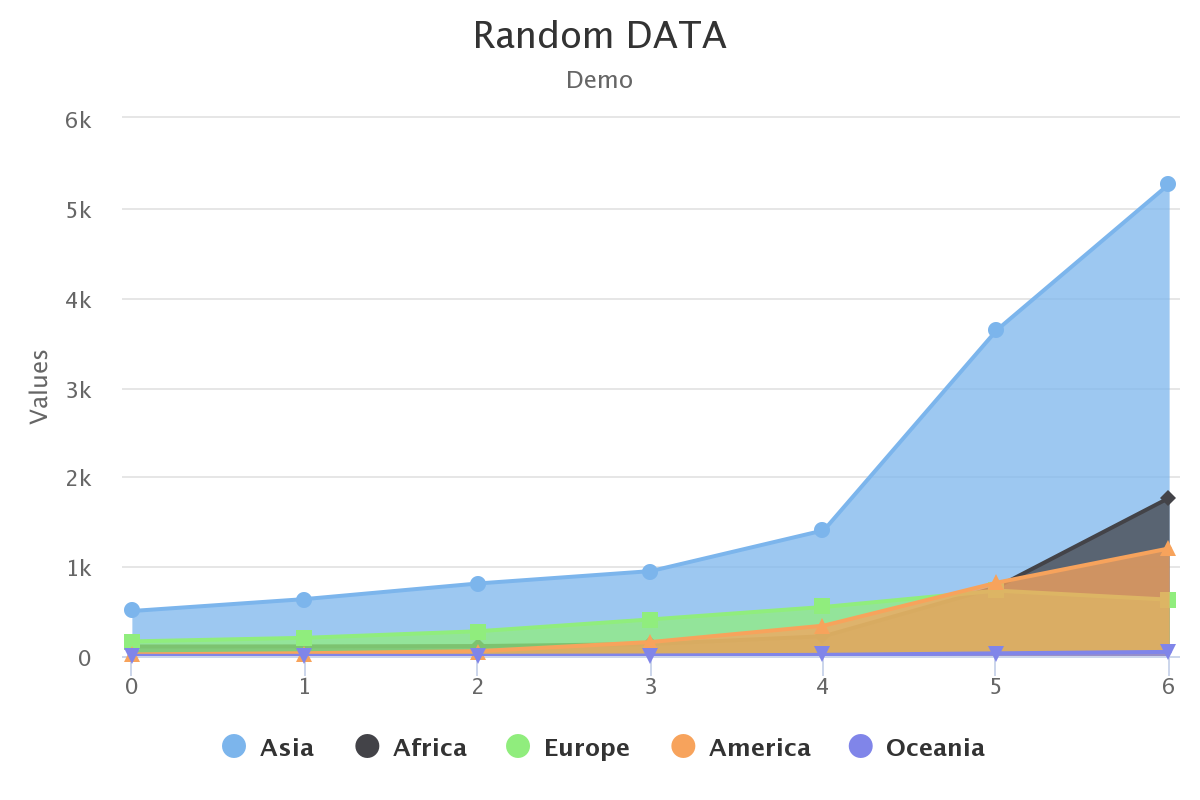 Random DATA
Demo
6k
5k
4k
3k
2k
1k
0
Values
0 1 2 3 4 5 6
Asia Africa Europe America Oceania